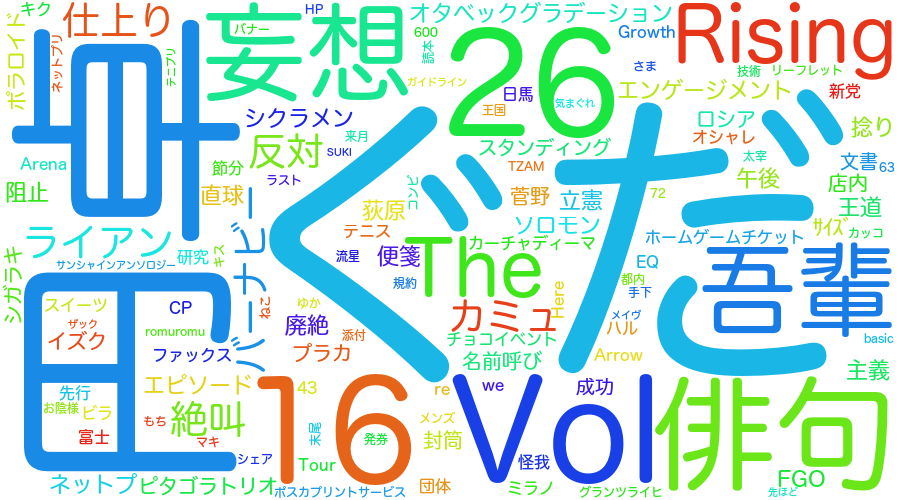 キク
HP
仕上り
バナー
妄想
オタベックグラデーション
600
Growth
Rising
ポラロイド
ネットプリ
テニプリ
読本
ガイドライン
26
さま
技術
リーフレット
日馬
気まぐれ
王国
エンゲージメント
新党
専
Arena
シクラメン
来月
SUKI
反対
節分
ラスト
スタンディング
TZAM
ロシア
オシャレ
捻り
太宰
文書
63
阻止
直球
ぐだ
荻原
コンビ
テニス
菅野
立憲
72
午後
店内
王道
ソロモン
サイズ
カッコ
ライアン
研究
キス
サンシャインアンソロジー
流星
便箋
The
カーチャディーマ
ホームゲームチケット
シガラキ
バーナビー
規約
EQ
都内
手下
吾輩
スイーツ
CP
ごね
ゆか
廃絶
添付
カミュ
Here
メイヴ
ハル
basic
ザック
イズク
romuromu
ファックス
プラカ
チョコイベント
名前呼び
Arrow
主義
先行
エピソード
43
16
re
we
Vol
成功
俳句
お陰様
ビラ
富士
もち
絶叫
マキ
末尾
発券
メンズ
封筒
シェア
Tour
怪我
FGO
ネットプ
ピタゴラトリオ
ポスカプリントサービス
団体
ミラノ
グランツライヒ
先ほど